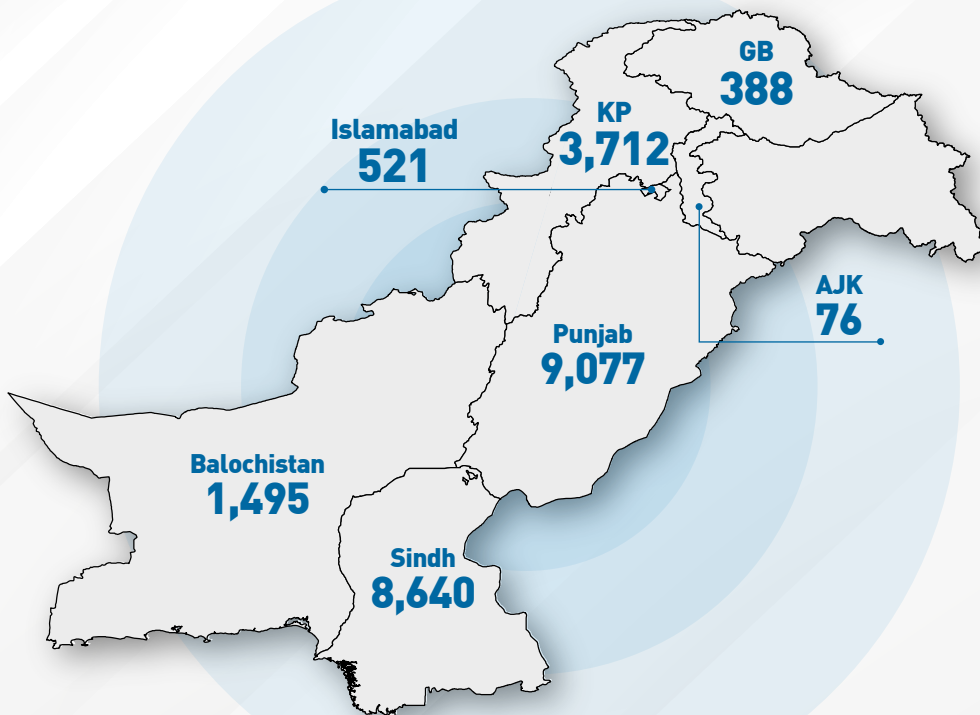 GB
388
KP
3,712
Islamabad
521
AJK
76
Punjab
9,077
Balochistan
1,495
Sindh
8,640